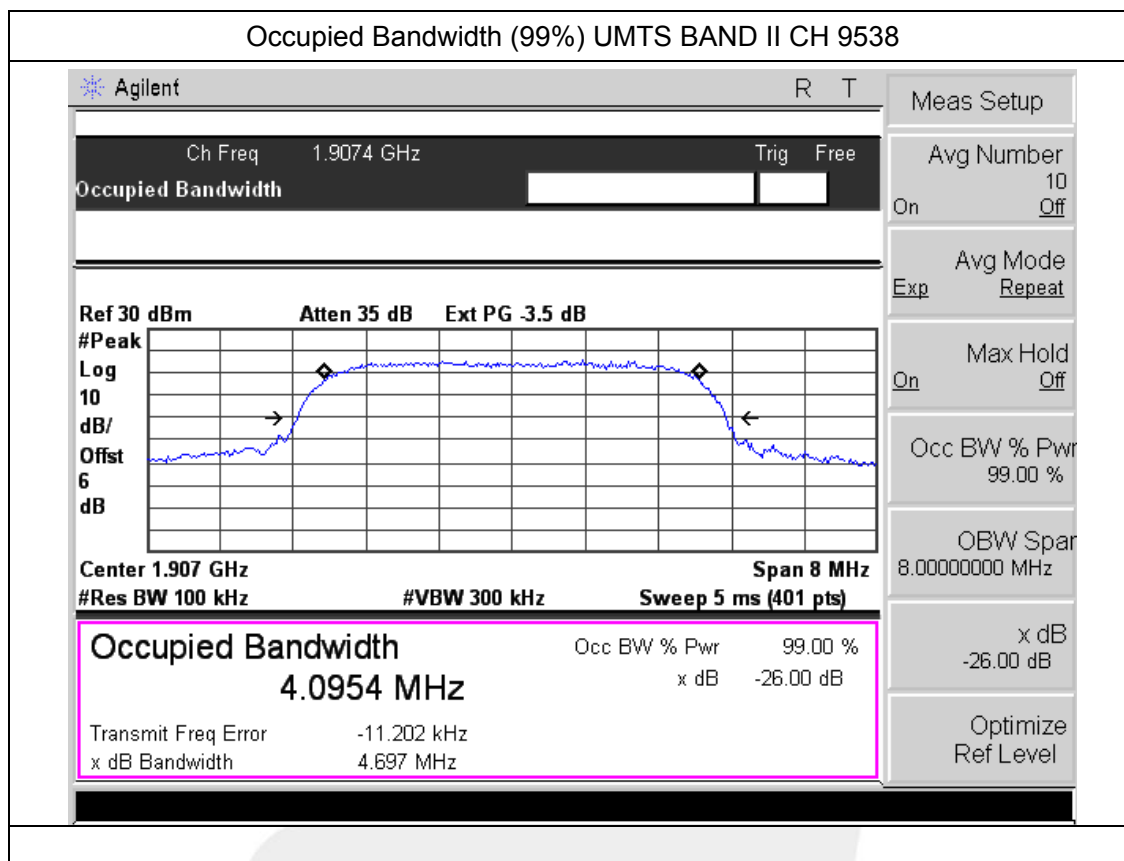 Occupied Bandwidth (99%) UMTS BAND II CH 9538
Agilent R T
Ch Freq 1.9074 GHz Trig Free
Occupied Bandwidth
Ref 30 dBm Atten 35 dB Ext PG -3.5 dB
#Peak
Log
10
dB/
Offst
6
dB
Center 1.907 GHz Span 8 MHz
#Res BW 100 kHz #VBW 300 kHz Sweep 5 ms (401 pts)
Occupied Bandwidth Occ BW % Pwr 99.00 %
4.0954 MHz x dB -26.00 dB
Transmit Freq Error -11.202 kHz
x dB Bandwidth 4.697 MHz
Meas Setup
Avg Number
10
On Off
Avg Mode
Exp Repeat
Max Hold
On Off
Occ BW % Pwr
99.00 %
OBW Span
8.00000000 MHz
x dB
-26.00 dB
Optimize
Ref Level